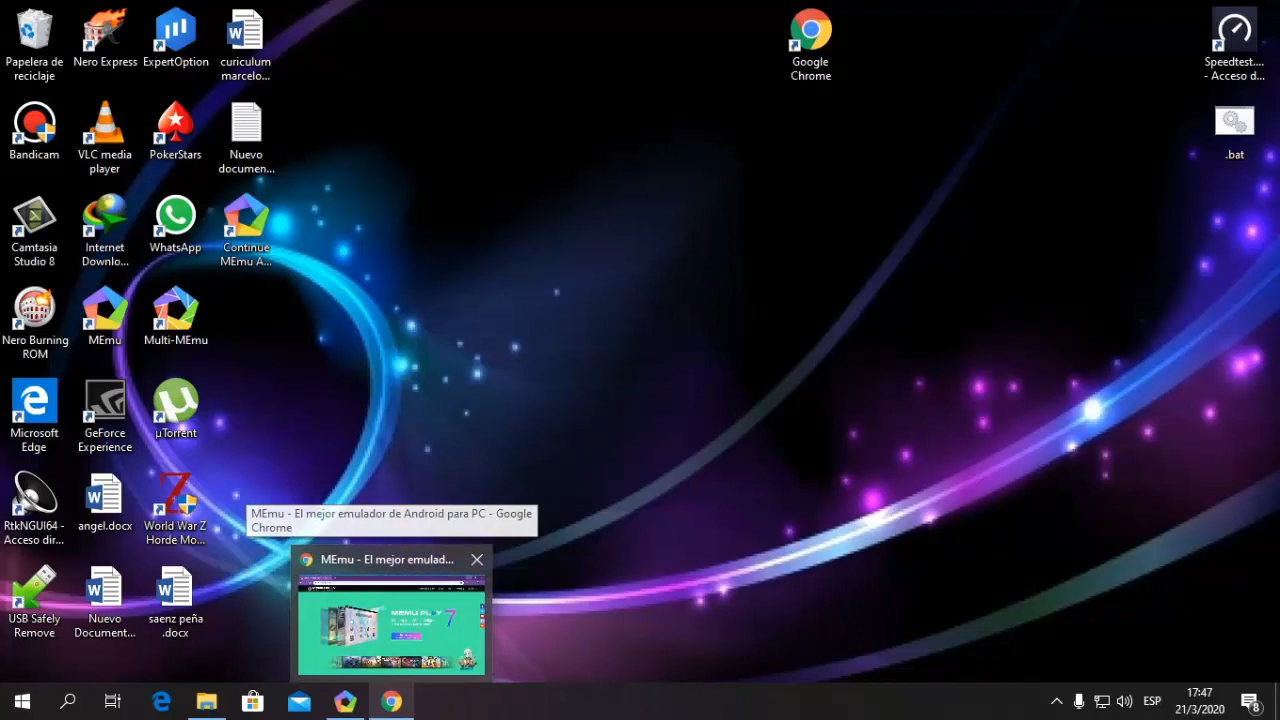 Papelera de
reciclaje
Nero Express
ExpertOption
curiculum
marcelo...
Google
Chrome
Speedtest....
- Acceso d...
Bandicam
VLC media
player
PokerStars
Nuevo
documen...
.bat
Camtasia
Studio 8
Internet
Downlo...
WhatsApp
Continue
MEmu A...
Nero Burning
ROM
MEmu
Multi-MEmu
Microsoft
Edge
GeForce
Experience
µTorrent
RtkNGUI64 -
Acceso dir...
angel.docx
World War Z
Horde Mo...
MEmu - El mejor emulador de Android para PC - Google
Chrome
MEmu - El mejor emulad...
MEMU PLAY 7
USB Safely
Remove
Nuevo
Document...
saenz peña
.docx
ESP
17:47
21/3/2020
8